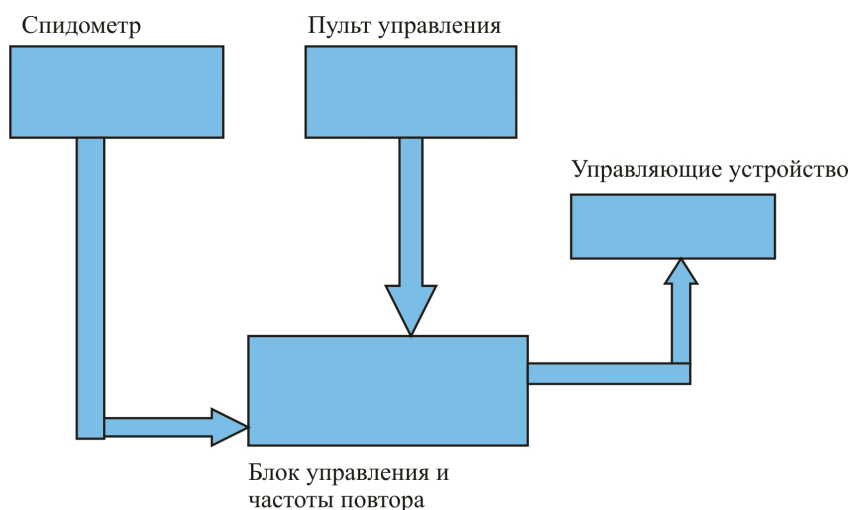 Спидометр
Пульт управления
Управляющие устройство
Блок управления и
частоты повтора